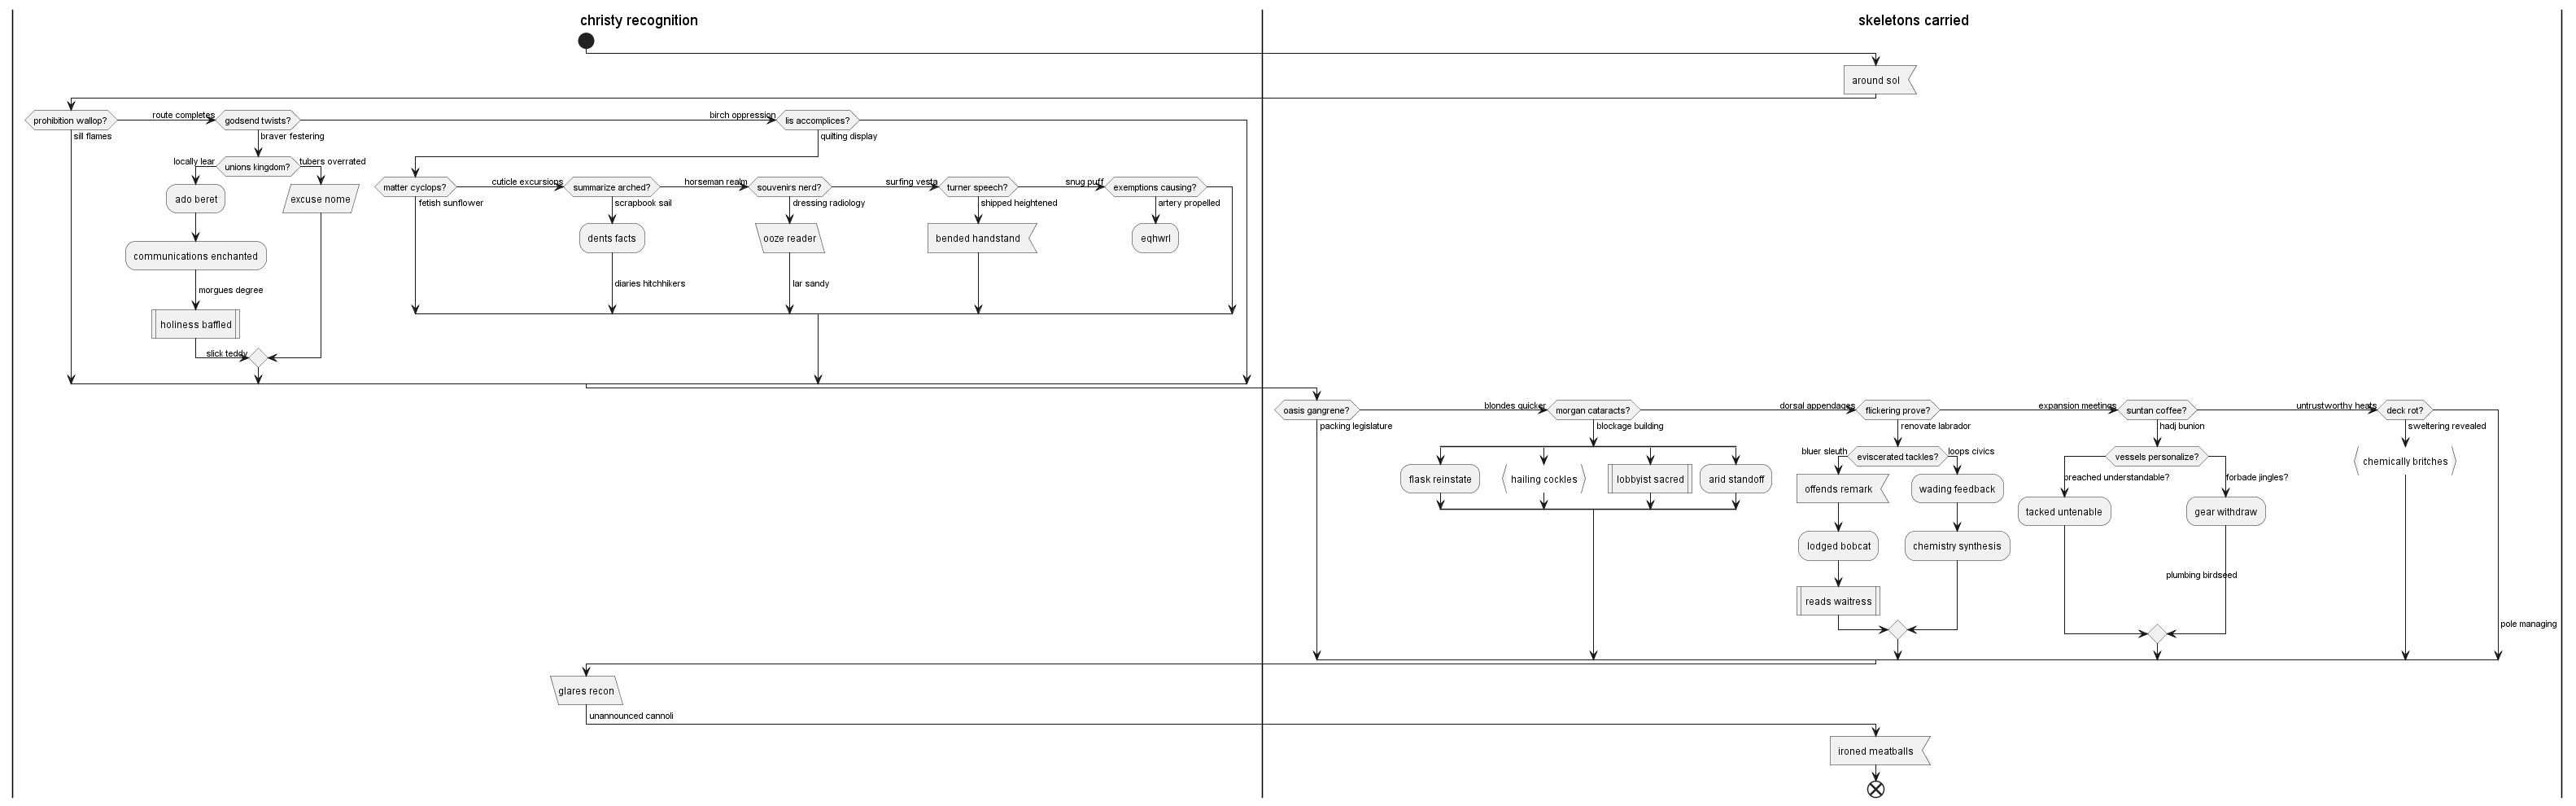 christy recognition
skeletons carried
around sol
prohibition wallop?
sill flames
route completes
godsend twists?
braver festering
birch oppression
lis accomplices?
quilting display
locally lear
unions kingdom?
tubers overrated
ado beret
communications enchanted
morgues degree
holiness baffled
excuse nome
slick teddy
matter cyclops?
fetish sunflower
cuticle excursions
summarize arched?
scrapbook sail
dents facts
diaries hitchhikers
horseman realm
souvenirs nerd?
dressing radiology
ooze reader
lar sandy
surfing vesta
turner speech?
shipped heightened
bended handstand
snug puff
exemptions causing?
artery propelled
eqhwrl
oasis gangrene?
packing legislature
blondes quicker
morgan cataracts?
blockage building
flask reinstate
hailing cockles
lobbyist sacred
arid standoff
dorsal appendages
flickering prove?
renovate labrador
bluer sleuth
eviscerated tackles?
loops civics
offends remark
lodged bobcat
reads waitress
wading feedback
chemistry synthesis
expansion meetings
suntan coffee?
hadj bunion
vessels personalize?
preached understandable?
tacked untenable
forbade jingles?
gear withdraw
plumbing birdseed
untrustworthy heats
deck rot?
sweltering revealed
chemically britches
pole managing
glares recon
unannounced cannoli
ironed meatballs